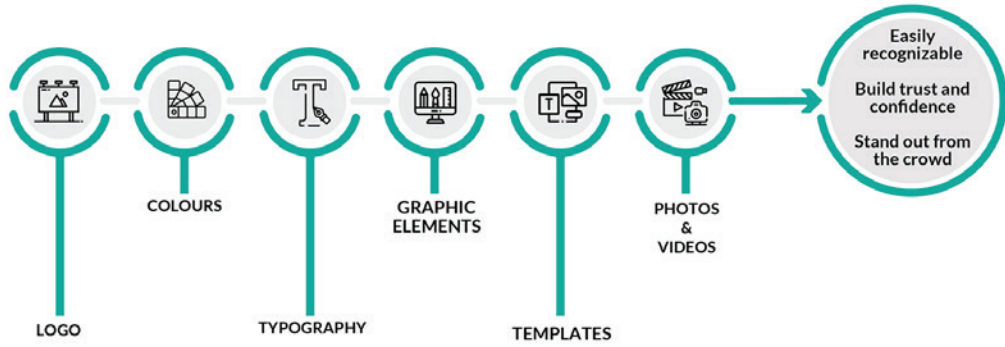 Easily
recognizable
Build trust and
confidence
Stand out from
the crowd
COLOURS
GRAPHIC
ELEMENTS
PHOTOS
&
VIDEOS
LOGO
TYPOGRAPHY
TEMPLATES
T
T